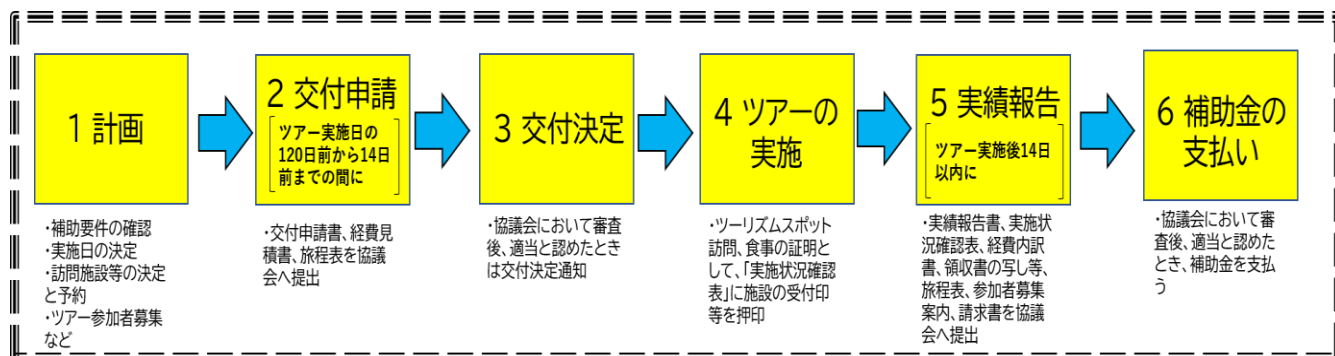 1 計画
・補助要件の確認
・実施日の決定
・訪問施設等の決定
と予約
・ツアー参加者募集
など
2 交付申請
ツアー実施日の
120日前から14日
前までの間に
・交付申請書、経費見
積書、旅程表を協議
会へ提出
3 交付決定
・協議会において審査
後、適当と認めたとき
は交付決定通知
4 ツアーの
実施
・ツーリズムスポット
訪問、食事の証明と
して、「実施状況確認
表」に施設の受付印
等を押印
5 実績報告
ツアー実施後14日
以内に
・実績報告書、実施状
況確認表、経費内訳
書、領収書の写し等、
旅程表、参加者募集
案内、請求書を協議
会へ提出
6 補助金の
支払い
・協議会において審
査後、適当と認めた
とき、補助金を支払
う